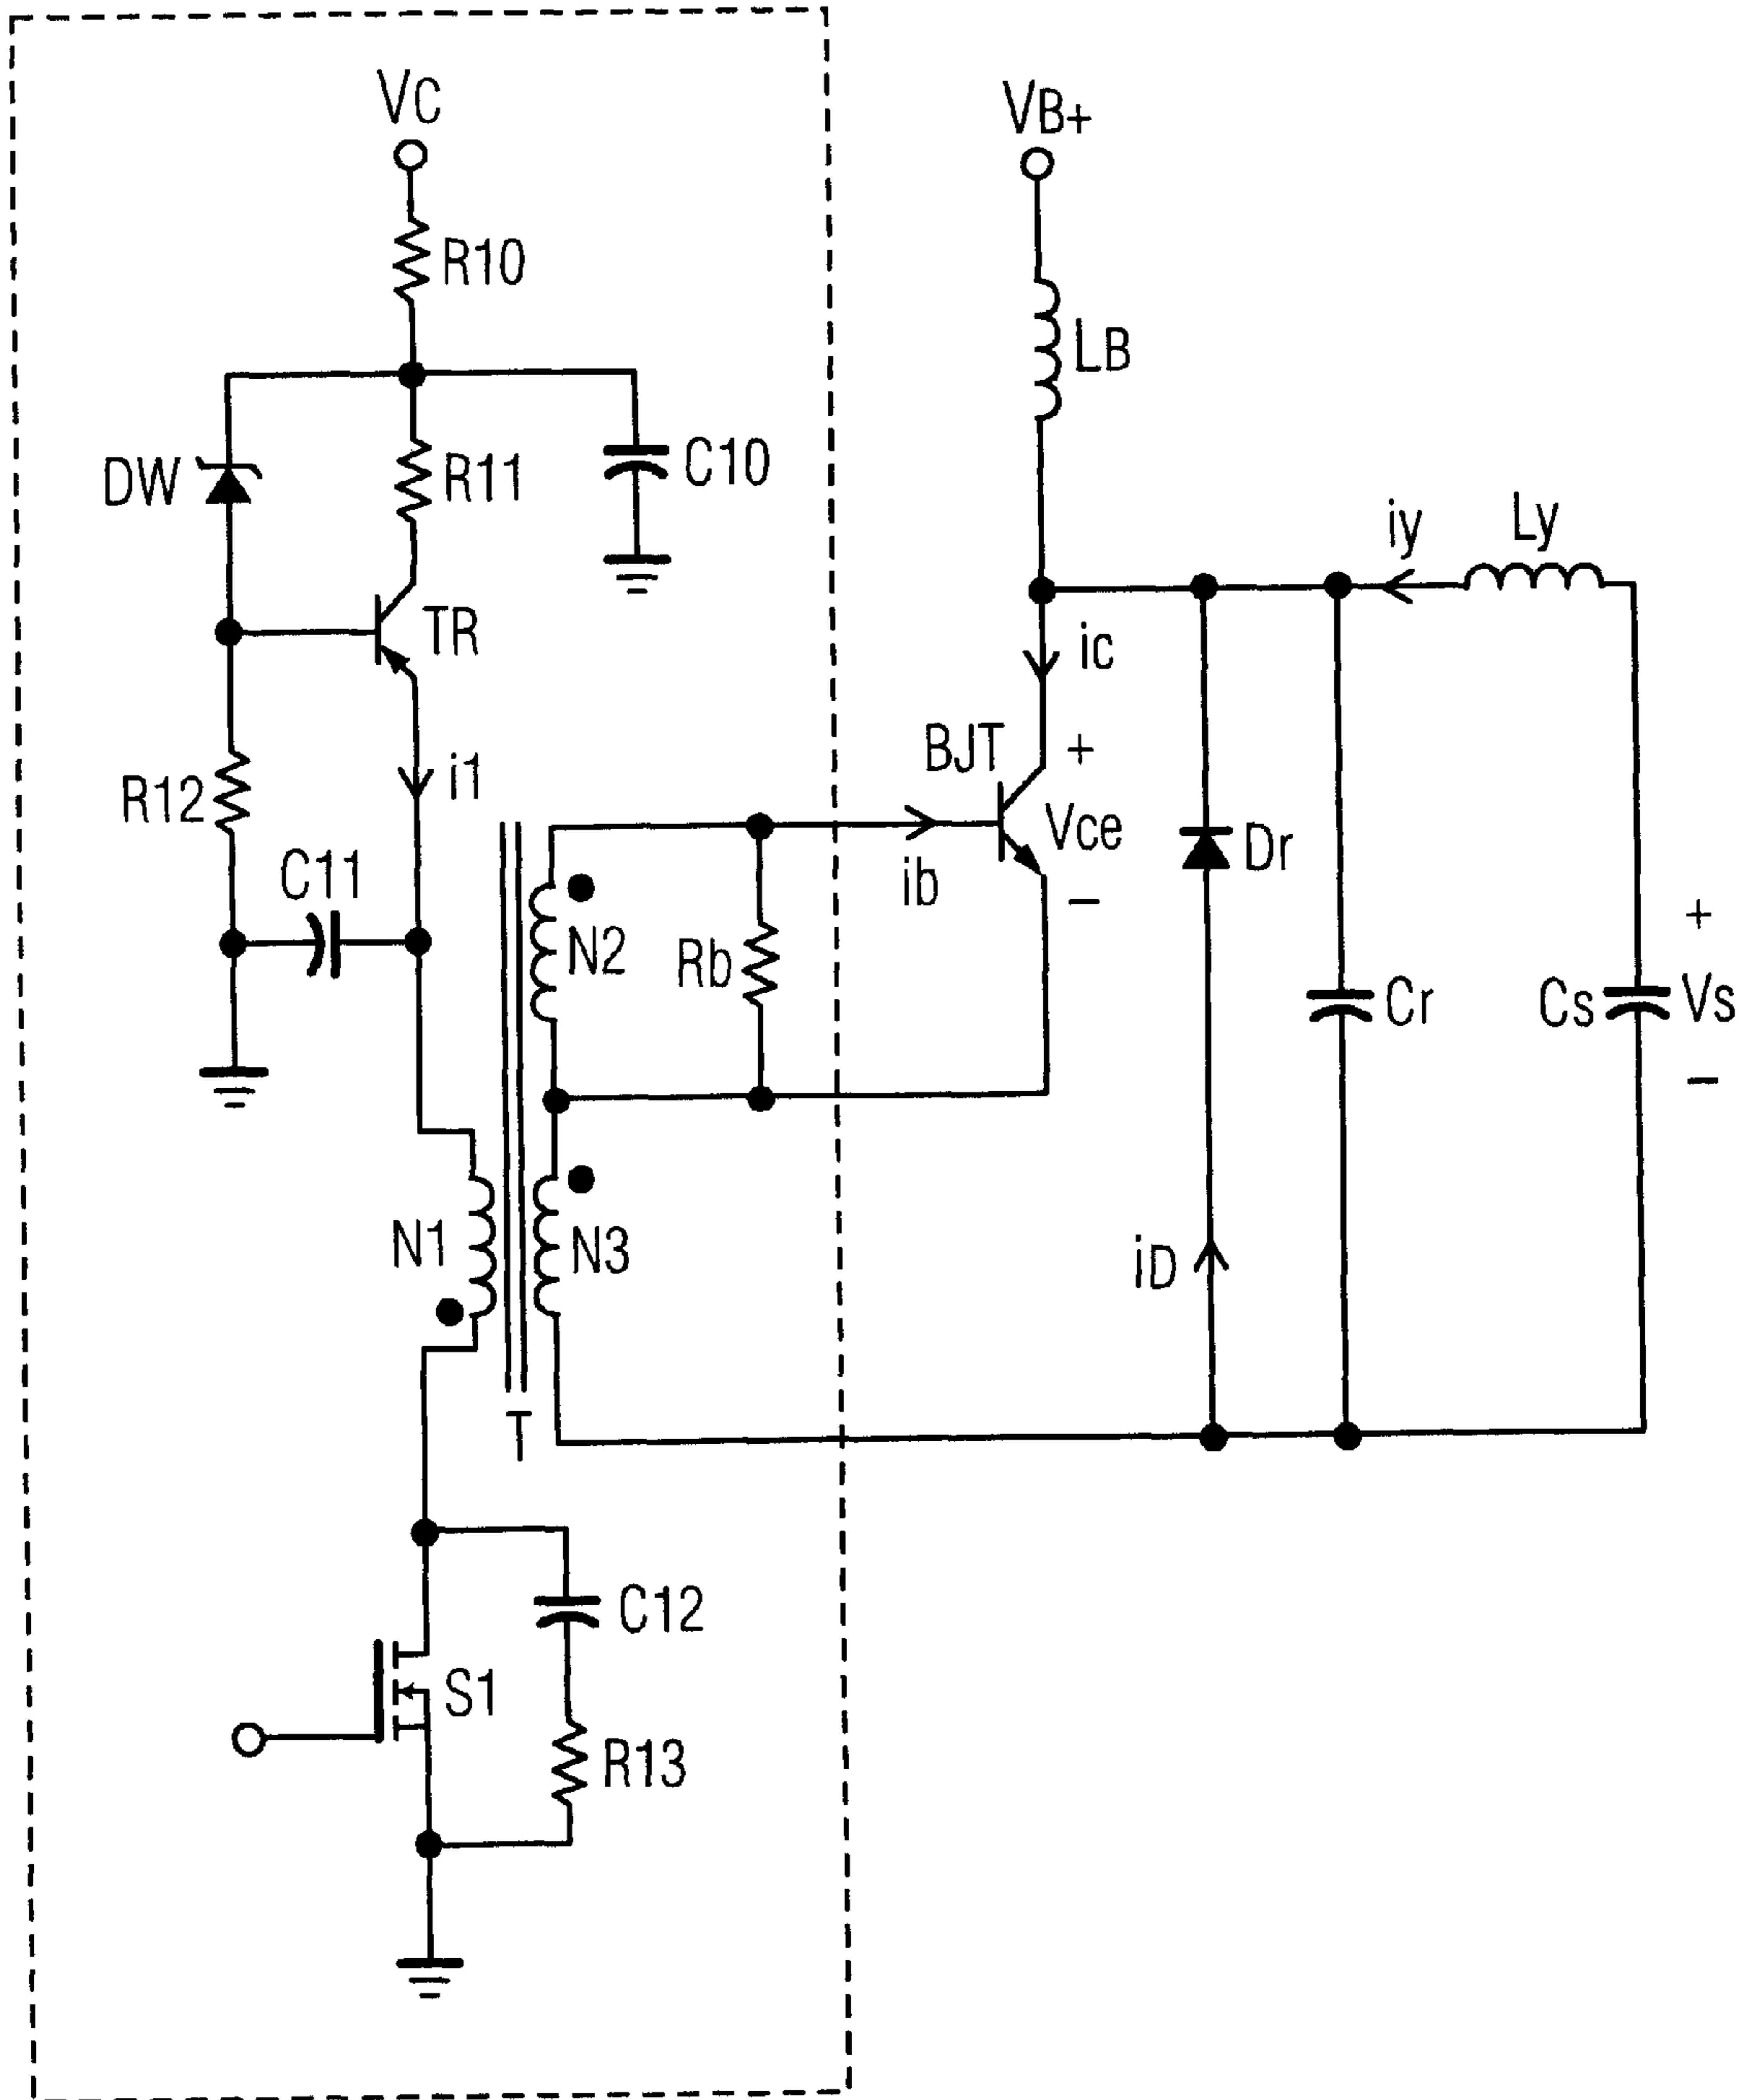 VC
VB+
R10
LB
DW
R11
C10
iy
Ly
TR
ic
R12
i1
BJT
+
Vce
−
ib
Dr
C11
N2
Rb
Cr
Cs
+
Vs
−
N1
N3
iD
T
C12
S1
R13